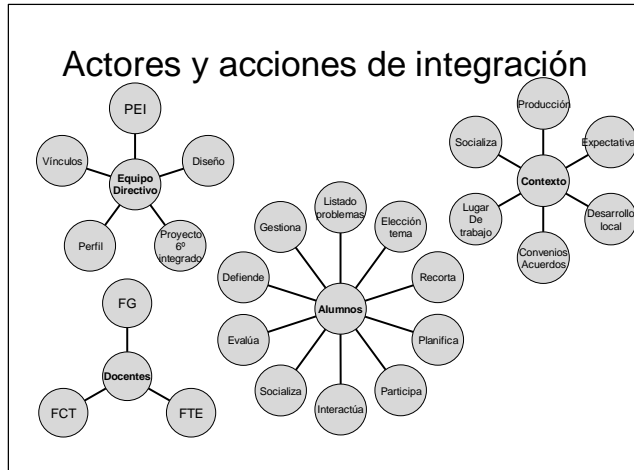 Actores y acciones de integración
PEI
Vínculos
Diseño
Equipo
Directivo
Perfil
Proyecto
6º
integrado
Producción
Socializa
Expectativa
Contexto
Lugar
De
trabajo
Desarrollo
local
Convenios
Acuerdos
Listado
problemas
Gestiona
Elección
tema
Defiende
Recorta
Alumnos
Evalúa
Planifica
Socializa
Participa
Interactúa
FG
Docentes
FCT
FTE